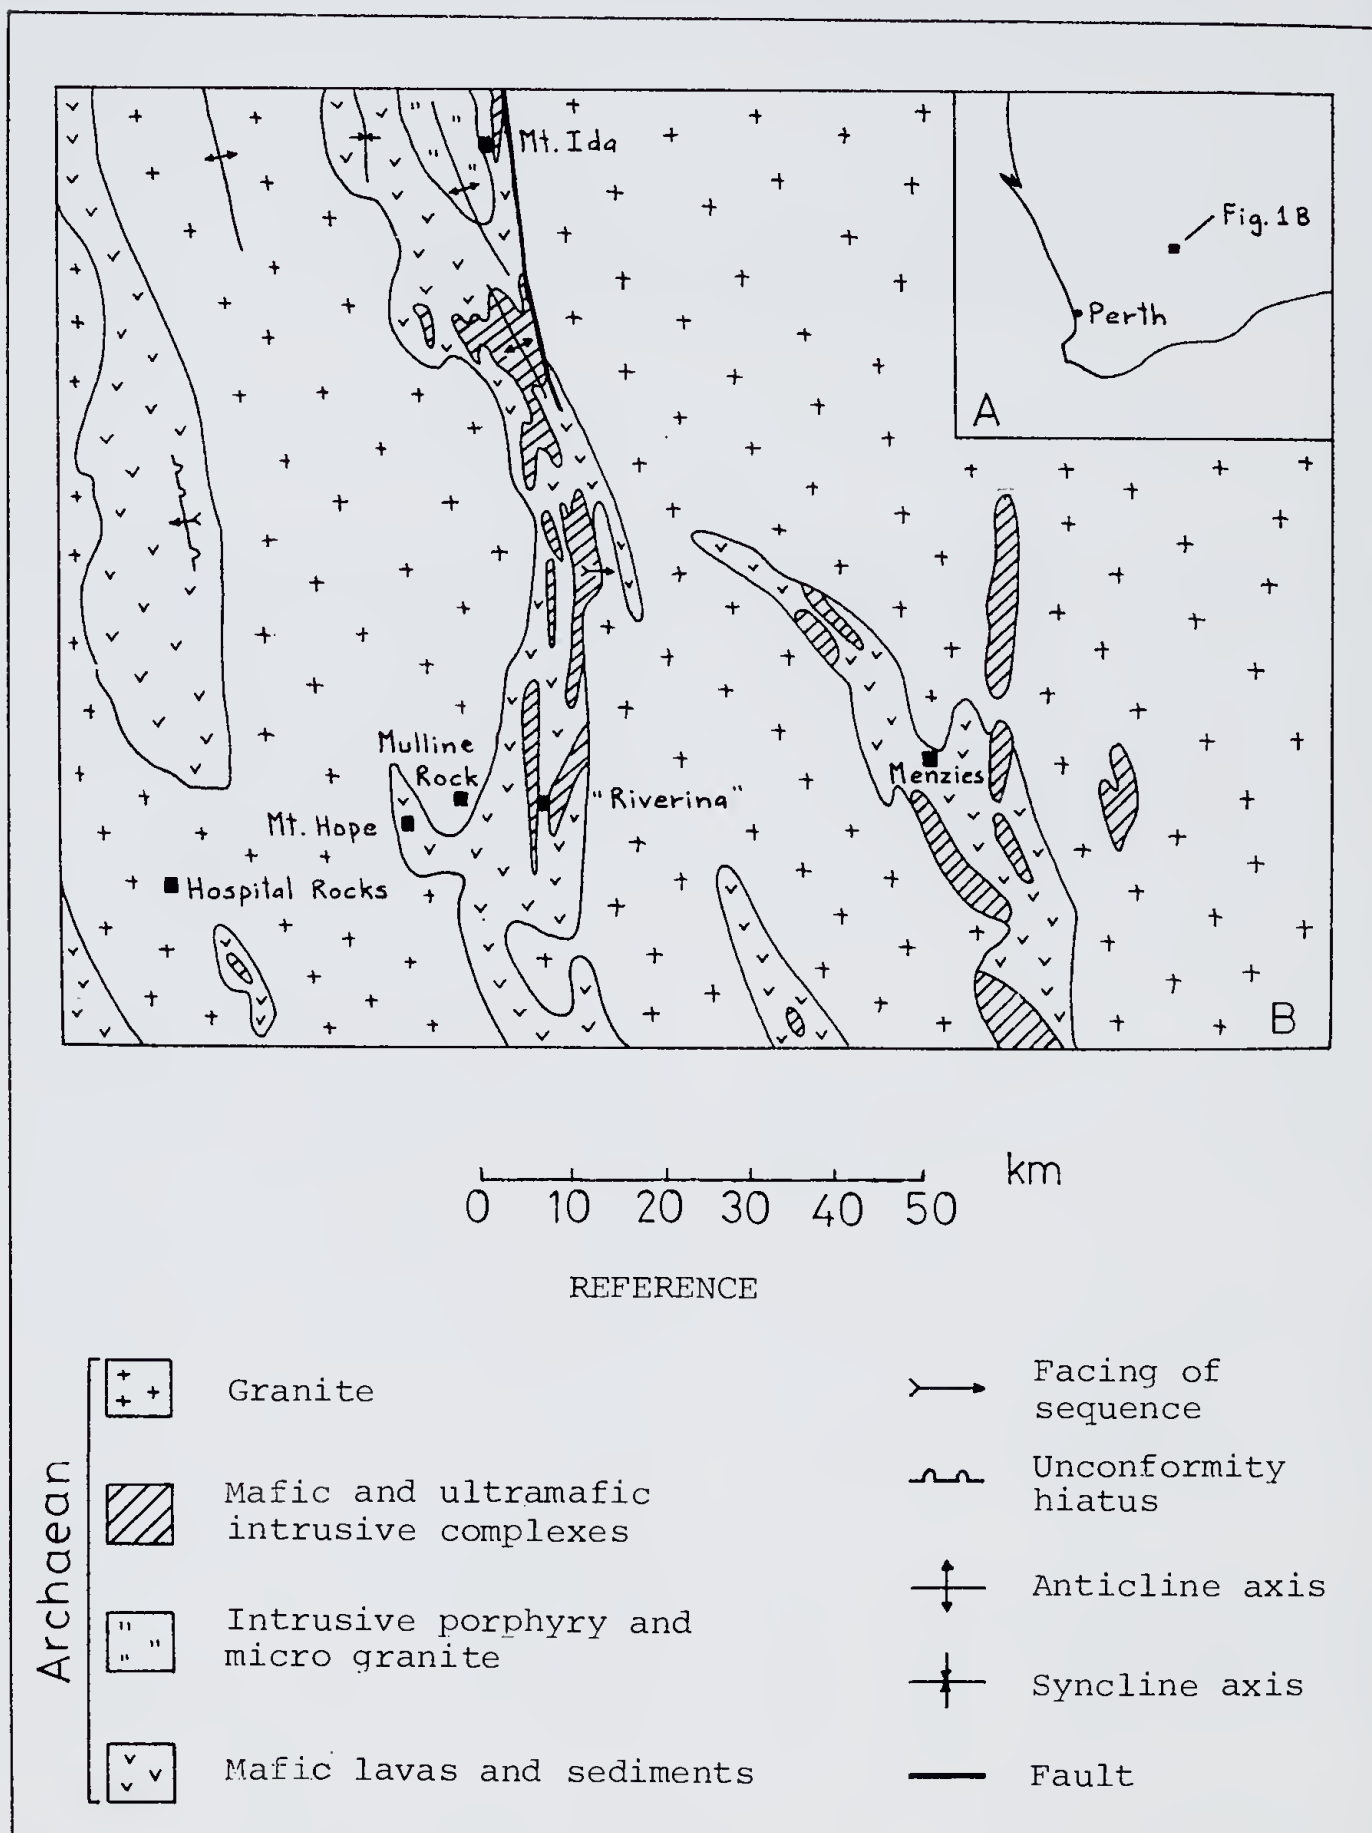 Mt. Ida
Fig. 1B
Perth
A
Mulline
Rock
Menzies
Mt. Hope
"Riverina"
Hospital Rocks
B
km
0 10 20 30 40 50
REFERENCE
Archaean
Granite
Mafic and ultramafic
intrusive complexes
Intrusive porphyry and
micro granite
Mafic lavas and sediments
Facing of
sequence
Unconformity
hiatus
Anticline axis
Syncline axis
Fault